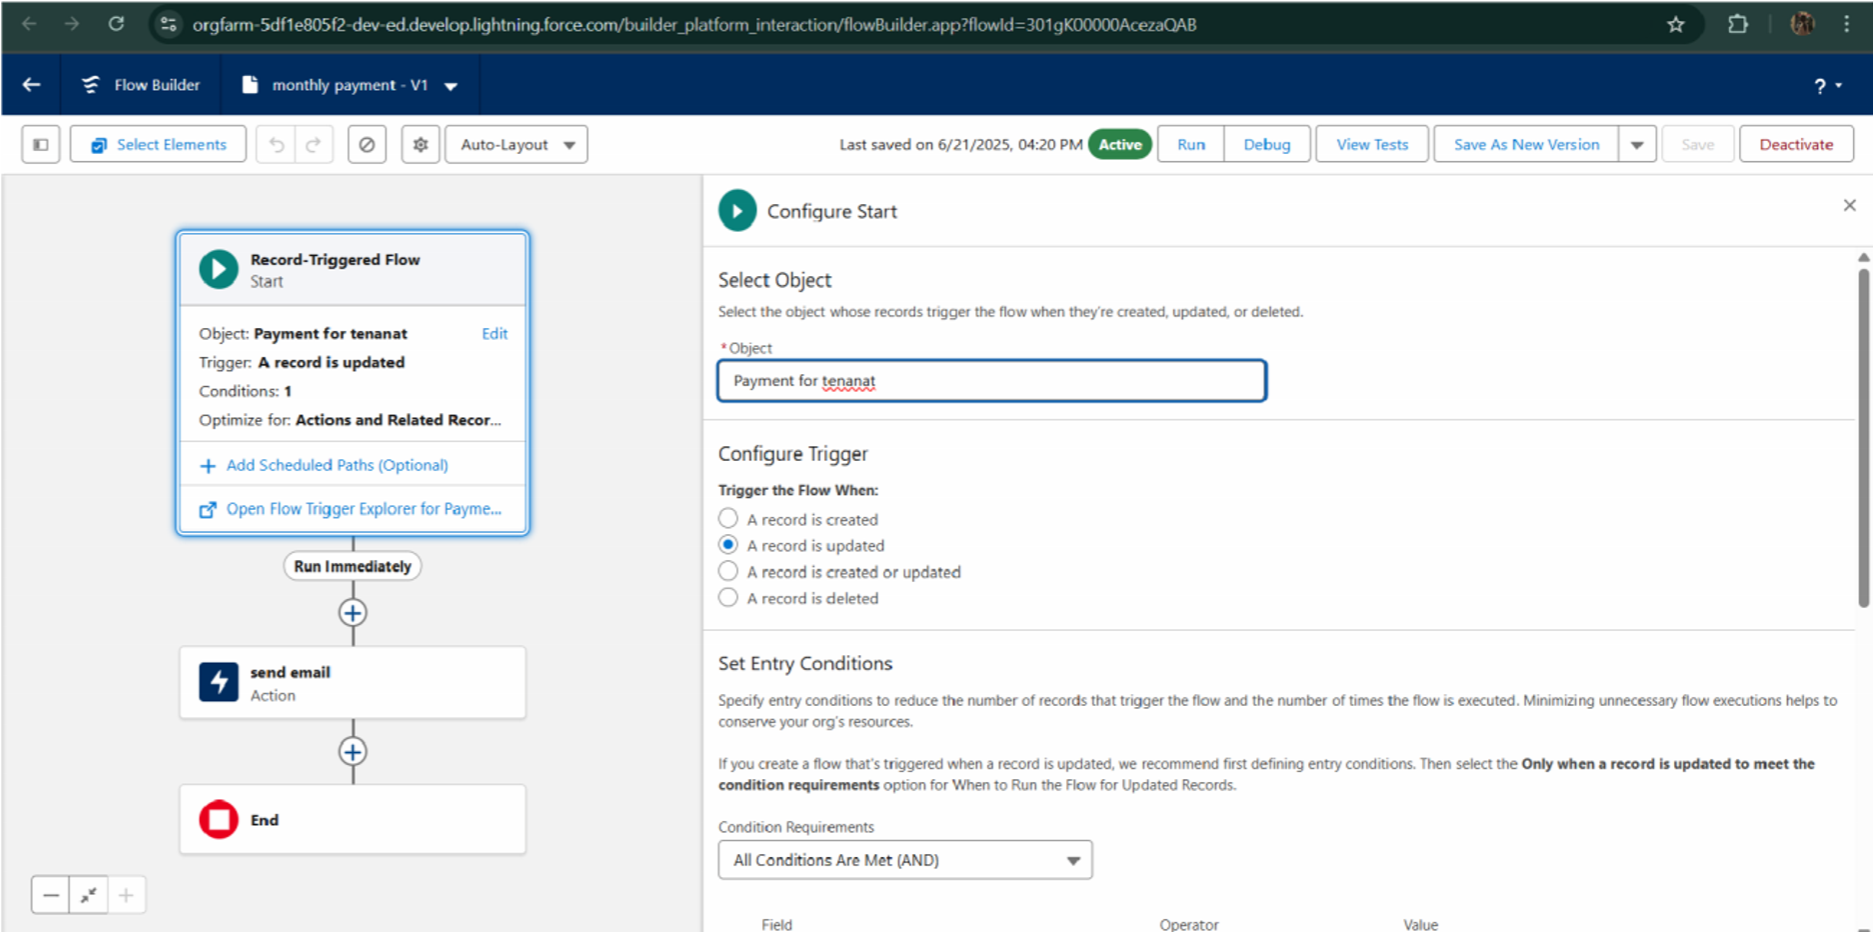 orgfarm-5df1e805f2-dev-ed.develop.lightning.force.com/builder_platform_interaction/flowBuilder.app?flowId=301gK00000AcezaQAB
Flow Builder
monthly payment - V1
?
Select Elements
Auto-Layout
Last saved on 6/21/2025, 04:20 PM
Active
Run
Debug
View Tests
Save As New Version
Save
Deactivate
Record-Triggered Flow
Start
Object: Payment for tenanat
Edit
Trigger: A record is updated
Conditions: 1
Optimize for: Actions and Related Recor...
Add Scheduled Paths (Optional)
Open Flow Trigger Explorer for Payme...
Run Immediately
send email
Action
End
Configure Start
Select Object
Select the object whose records trigger the flow when they're created, updated, or deleted.
*Object
Payment for tenanat
Configure Trigger
Trigger the Flow When:
A record is created
A record is updated
A record is created or updated
A record is deleted
Set Entry Conditions
Specify entry conditions to reduce the number of records that trigger the flow and the number of times the flow is executed. Minimizing unnecessary flow executions helps to
conserve your org's resources.
If you create a flow that's triggered when a record is updated, we recommend first defining entry conditions. Then select the Only when a record is updated to meet the
condition requirements option for When to Run the Flow for Updated Records.
Condition Requirements
All Conditions Are Met (AND)
Field Operator Value